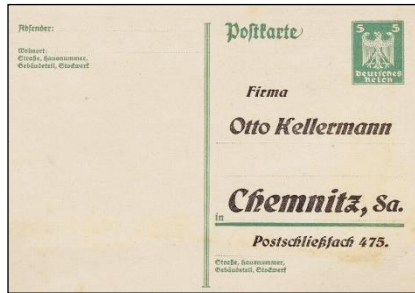 Absender:
Wohnort:
Straße, Hausnummer,
Gebäudeteil, Stockwerk
Postkarte
5 5
Deutsches
Reich
Firma
Otto Kellermann
in Chemnitz, Sa.
Postschließfach 475.
Straße, Hausnummer,
Gebäudeteil, Stockwerk